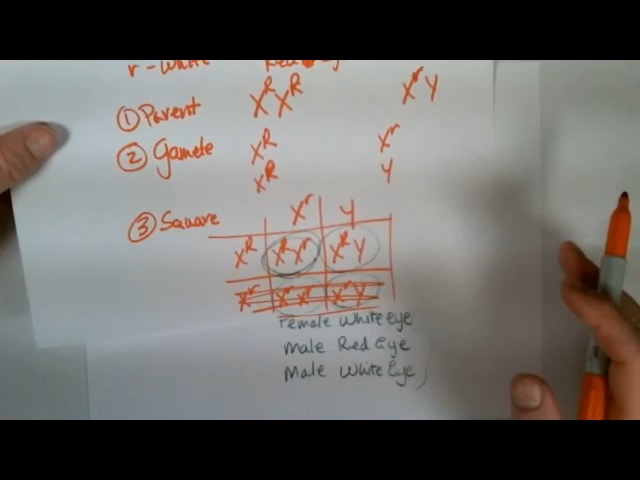 r - White
① Parent X^R X^R X^r Y
② Gamete X^R X^r
X^R Y
③ Square X^r Y
X^R X^R X^r X^R Y
X^r X^r X^r X^r Y
Female White Eye
Male Red Eye
Male White Eye